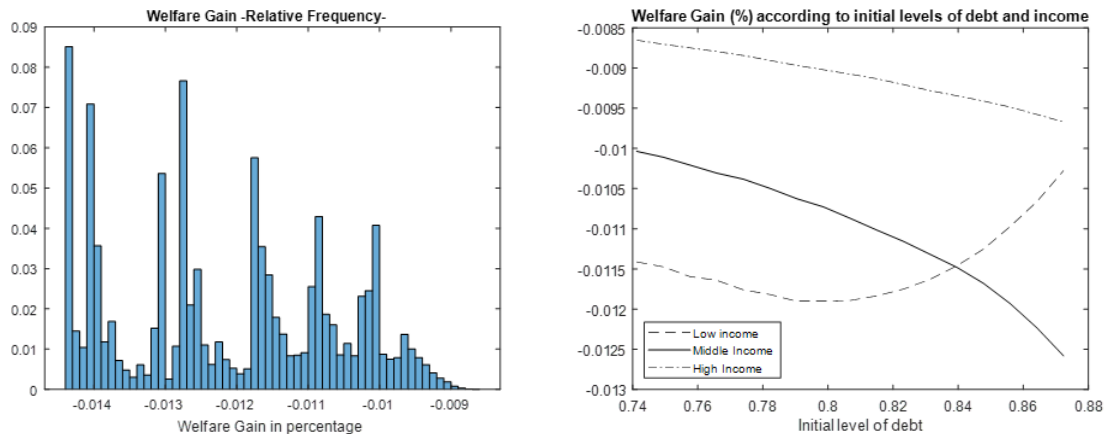 Welfare Gain -Relative Frequency-
0.09
0.08
0.07
0.06
0.05
0.04
0.03
0.02
0.01
0
-0.014 -0.013 -0.012 -0.011 -0.01 -0.009
Welfare Gain in percentage
Welfare Gain (%) according to initial levels of debt and income
-0.0085
-0.009
-0.0095
-0.01
-0.0105
-0.011
-0.0115
-0.012
-0.0125
-0.013
Low income
Middle Income
High Income
0.74 0.76 0.78 0.8 0.82 0.84 0.86 0.88
Initial level of debt